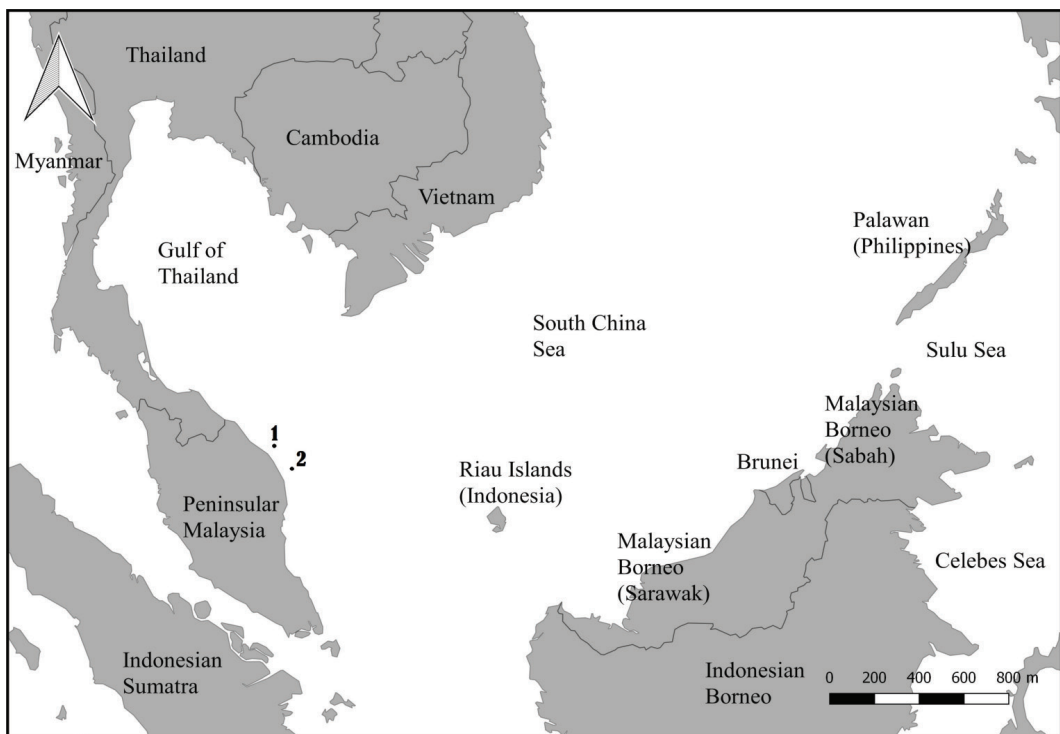 Thailand
Cambodia
Myanmar
Vietnam
Palawan
(Philippines)
Gulf of
Thailand
South China
Sea
Sulu Sea
Malaysian
Borneo
(Sabah)
1
2
Brunei
Riau Islands
(Indonesia)
Peninsular
Malaysia
Malaysian
Borneo
(Sarawak)
Celebes Sea
Indonesian
Sumatra
Indonesian
Borneo
0 200 400 600 800 m